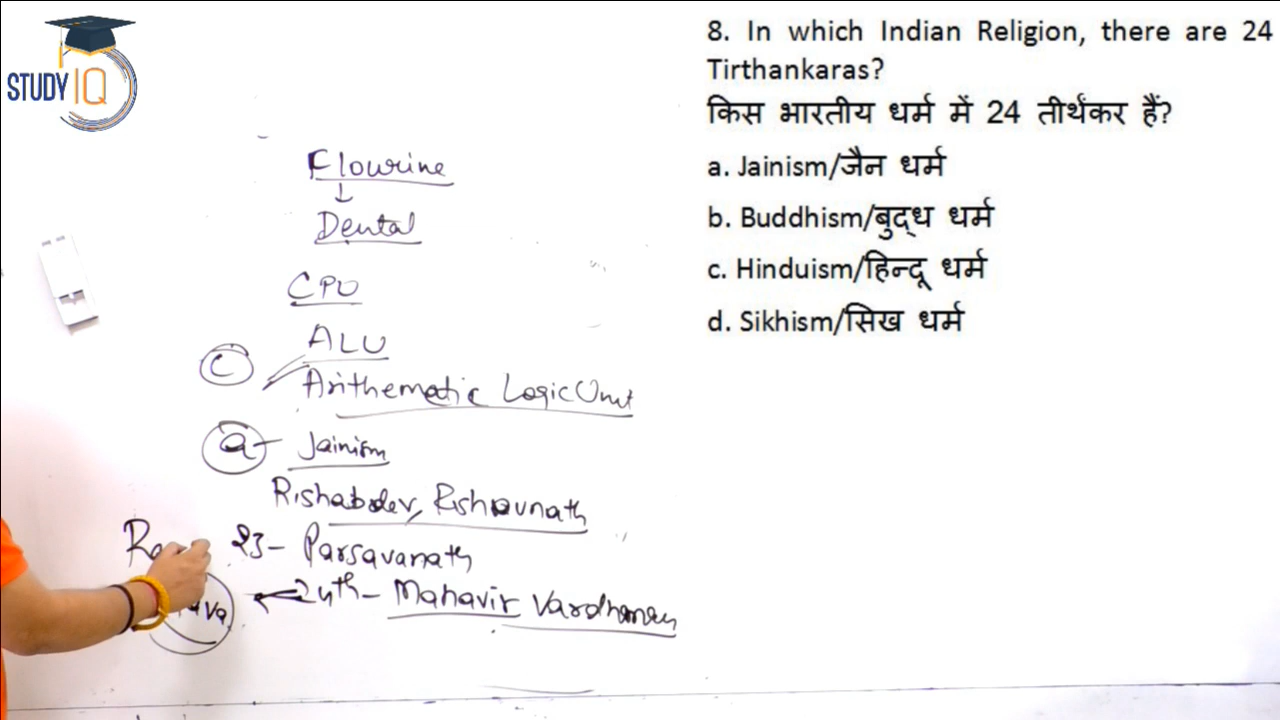 STUDY IQ
8. In which Indian Religion, there are 24
Tirthankaras?
किस भारतीय धर्म में 24 तीर्थंकर हैं?
a. Jainism/जैन धर्म
b. Buddhism/बुद्ध धर्म
c. Hinduism/हिन्दू धर्म
d. Sikhism/सिख धर्म
Flourine
↓
Dental
CPU
ALU
C
Arithematic Logic Unit
a - Jainism
Rishabdev, Rishavnath
23 - Parsavanath
24th - Mahavir Vardhaman